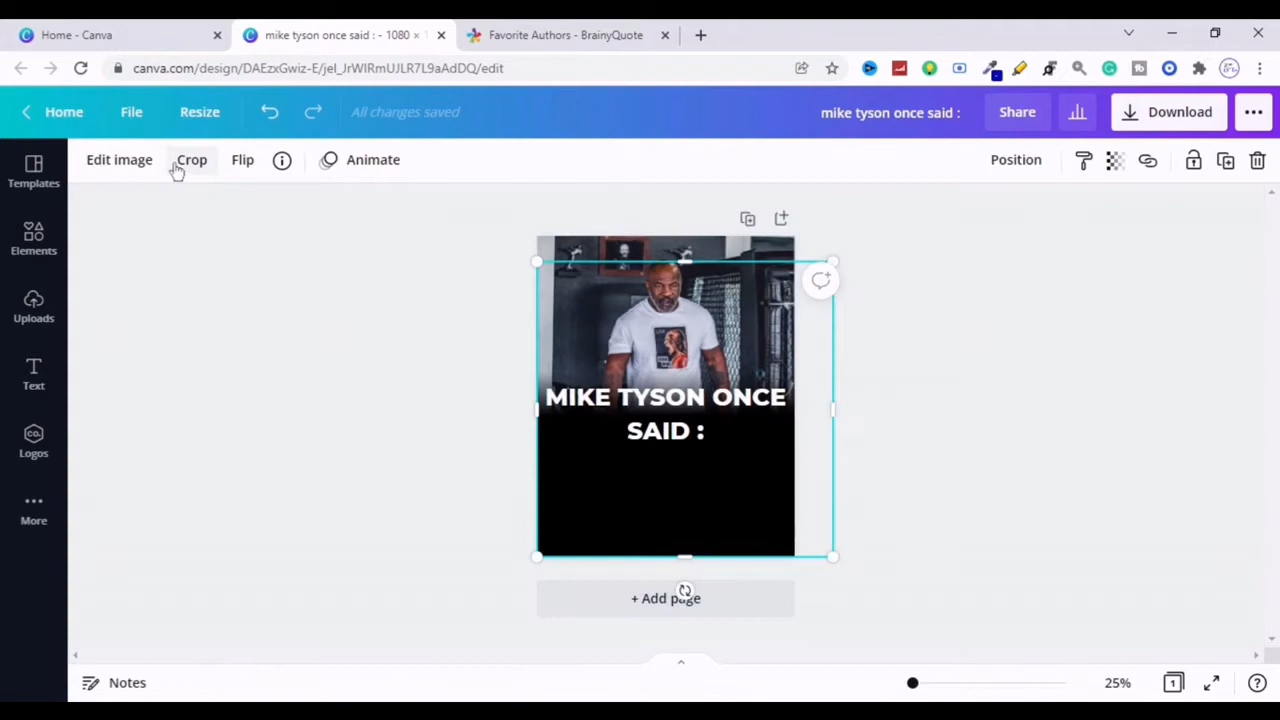 Home - Canva
mike tyson once said : - 1080 ×
Favorite Authors - BrainyQuote
canva.com/design/DAEzxGwiz-E/jel_JrWIRmUJLR7L9aAdDQ/edit
Home
File
Resize
All changes saved
mike tyson once said :
Share
Download
Edit image
Crop
Flip
Animate
Position
Templates
Elements
Uploads
Text
CO.
Logos
More
MIKE TYSON ONCE
SAID :
+ Add page
Notes
25%
1